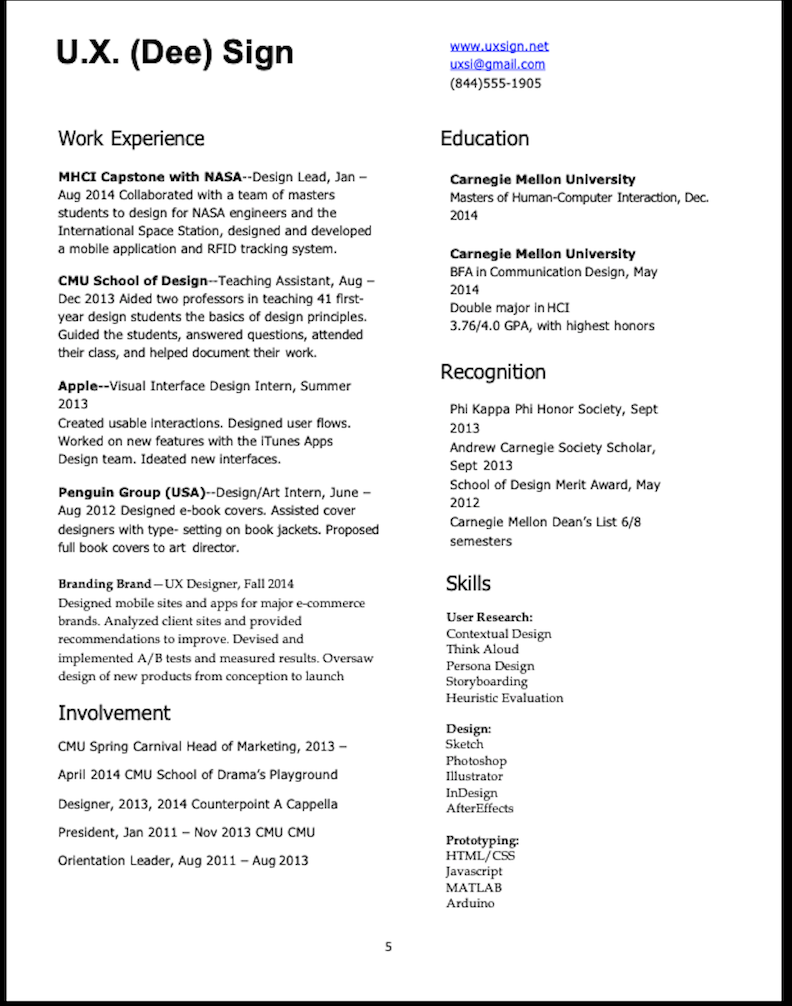 U.X. (Dee) Sign
www.uxsign.net
uxsi@gmail.com
(844)555-1905
Work Experience
MHCI Capstone with NASA--Design Lead, Jan –
Aug 2014 Collaborated with a team of masters
students to design for NASA engineers and the
International Space Station, designed and developed
a mobile application and RFID tracking system.
CMU School of Design--Teaching Assistant, Aug –
Dec 2013 Aided two professors in teaching 41 first-
year design students the basics of design principles.
Guided the students, answered questions, attended
their class, and helped document their work.
Apple--Visual Interface Design Intern, Summer
2013
Created usable interactions. Designed user flows.
Worked on new features with the iTunes Apps
Design team. Ideated new interfaces.
Penguin Group (USA)--Design/Art Intern, June –
Aug 2012 Designed e-book covers. Assisted cover
designers with type- setting on book jackets. Proposed
full book covers to art director.
Branding Brand—UX Designer, Fall 2014
Designed mobile sites and apps for major e-commerce
brands. Analyzed client sites and provided
recommendations to improve. Devised and
implemented A/B tests and measured results. Oversaw
design of new products from conception to launch
Involvement
CMU Spring Carnival Head of Marketing, 2013 –
April 2014 CMU School of Drama's Playground
Designer, 2013, 2014 Counterpoint A Cappella
President, Jan 2011 – Nov 2013 CMU CMU
Orientation Leader, Aug 2011 – Aug 2013
Education
Carnegie Mellon University
Masters of Human-Computer Interaction, Dec.
2014
Carnegie Mellon University
BFA in Communication Design, May
2014
Double major in HCI
3.76/4.0 GPA, with highest honors
Recognition
Phi Kappa Phi Honor Society, Sept
2013
Andrew Carnegie Society Scholar,
Sept 2013
School of Design Merit Award, May
2012
Carnegie Mellon Dean's List 6/8
semesters
Skills
User Research:
Contextual Design
Think Aloud
Persona Design
Storyboarding
Heuristic Evaluation
Design:
Sketch
Photoshop
Illustrator
InDesign
AfterEffects
Prototyping:
HTML/CSS
Javascript
MATLAB
Arduino
5